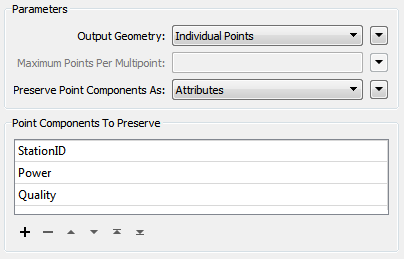 Parameters
Output Geometry: Individual Points
Maximum Points Per Multipoint:
Preserve Point Components As: Attributes
Point Components To Preserve
StationID
Power
Quality